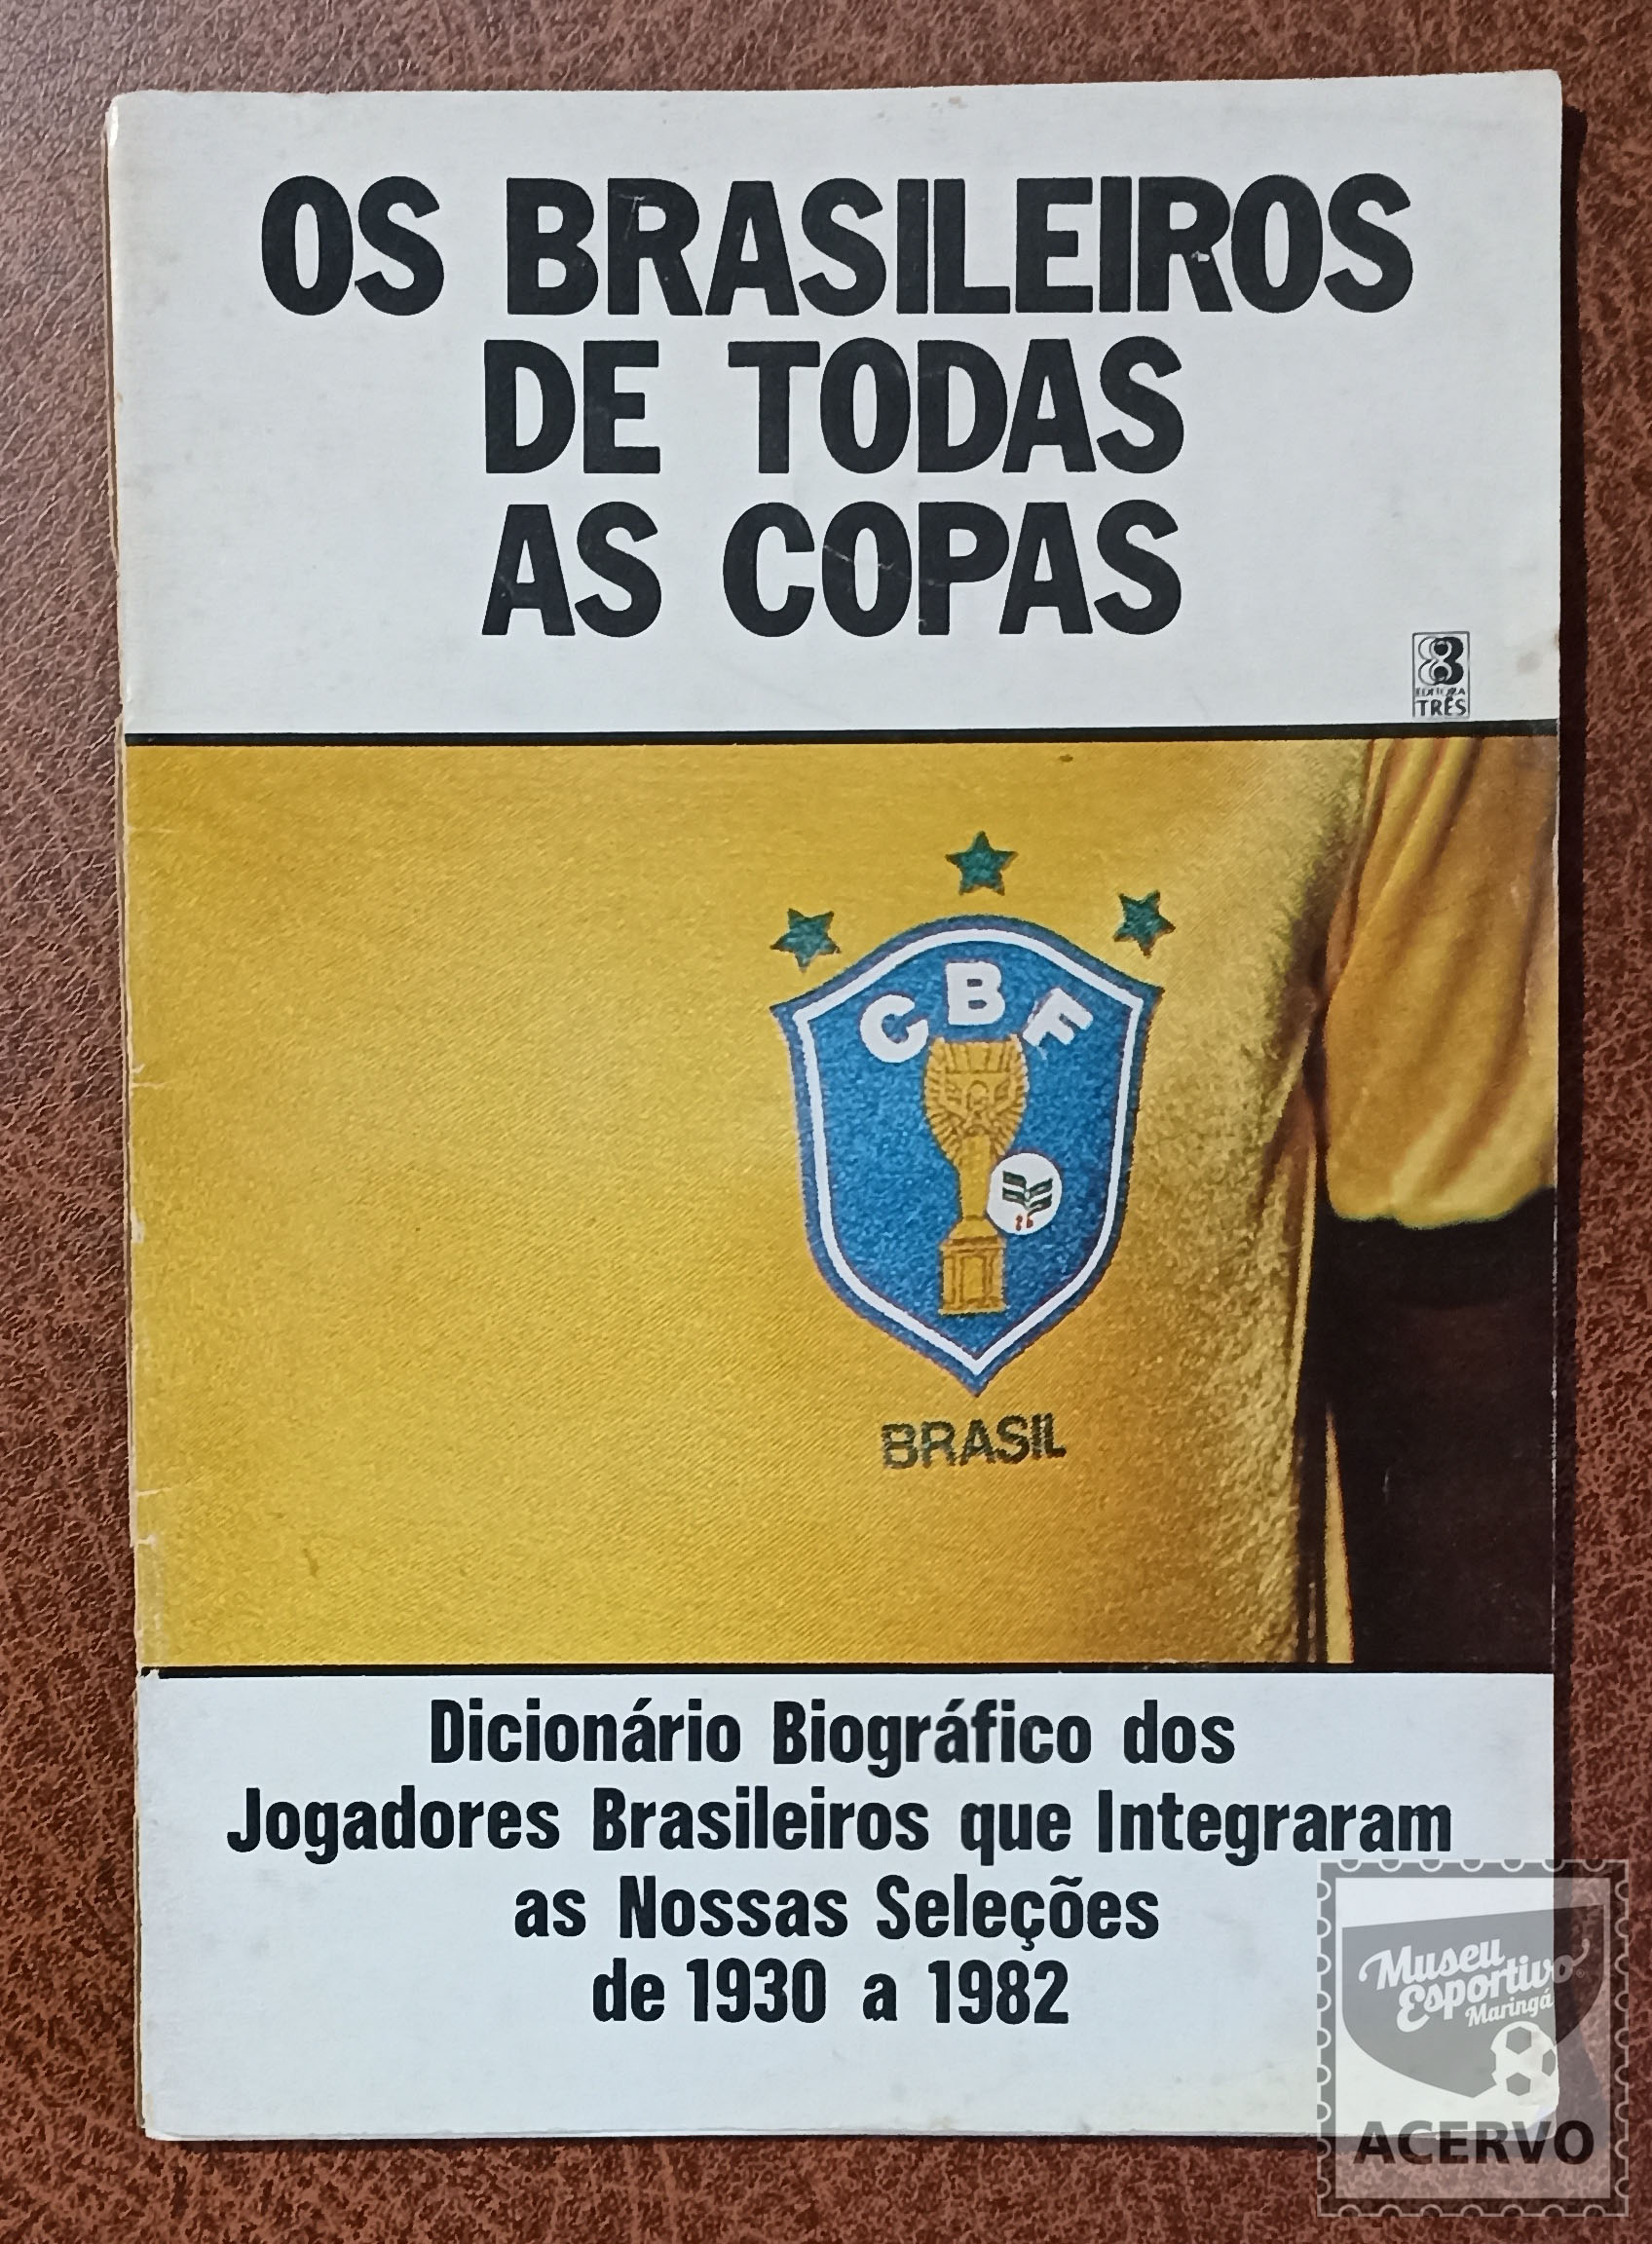 OS BRASILEIROS
DE TODAS
AS COPAS
EDITORA
TRÊS
CBF
BRASIL
Dicionário Biográfico dos
Jogadores Brasileiros que Integraram
as Nossas Seleções
de 1930 a 1982
Museu
Esportivo
Maringá
ACERVO